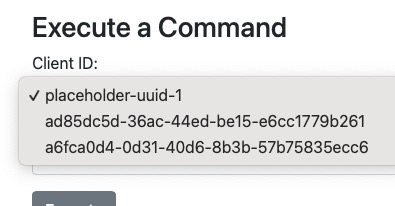 Execute a Command
Client ID:
✓ placeholder-uuid-1
ad85dc5d-36ac-44ed-be15-e6cc1779b261
a6fca0d4-0d31-40d6-8b3b-57b75835ecc6